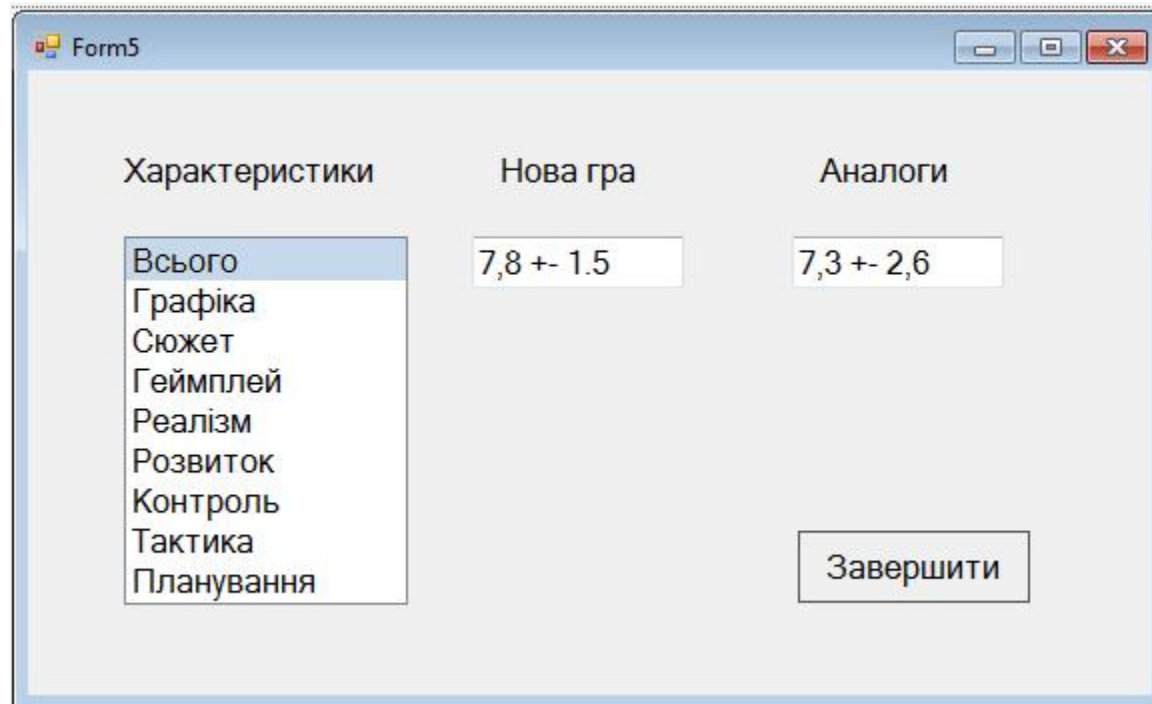 Form5
Характеристики Нова гра Аналоги
Всього 7,8 +- 1.5 7,3 +- 2,6
Графіка
Сюжет
Геймплей
Реалізм
Розвиток
Контроль
Тактика
Планування
Завершити